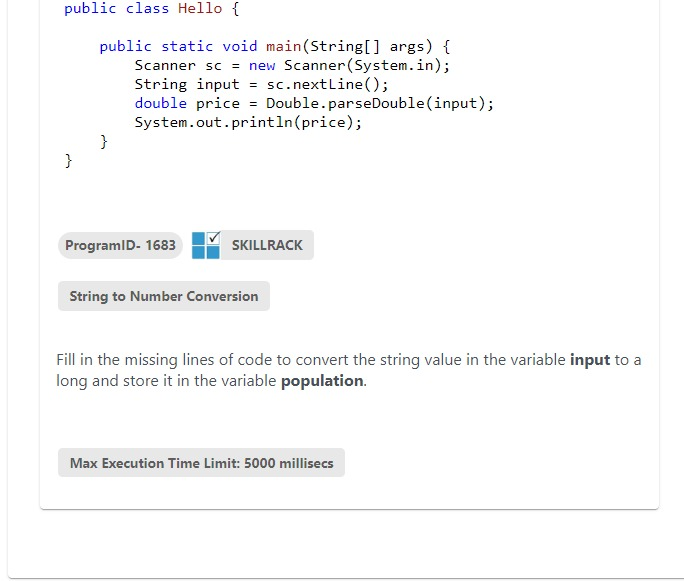 public class Hello {
public static void main(String[] args) {
Scanner sc = new Scanner(System.in);
String input = sc.nextLine();
double price = Double.parseDouble(input);
System.out.println(price);
}
}
ProgramID- 1683 SKILLRACK
String to Number Conversion
Fill in the missing lines of code to convert the string value in the variable input to a
long and store it in the variable population.
Max Execution Time Limit: 5000 millisecs